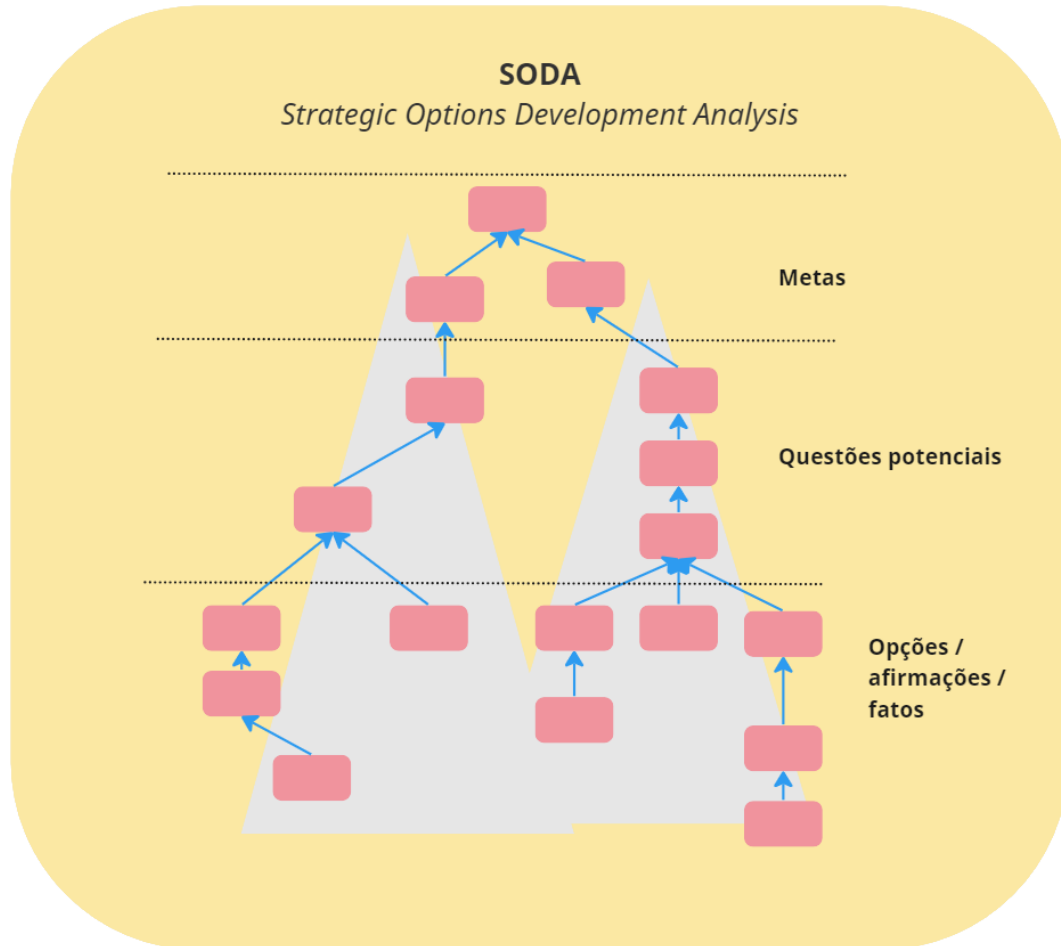 SODA
Strategic Options Development Analysis
Metas
Questões potenciais
Opções /
afirmações /
fatos